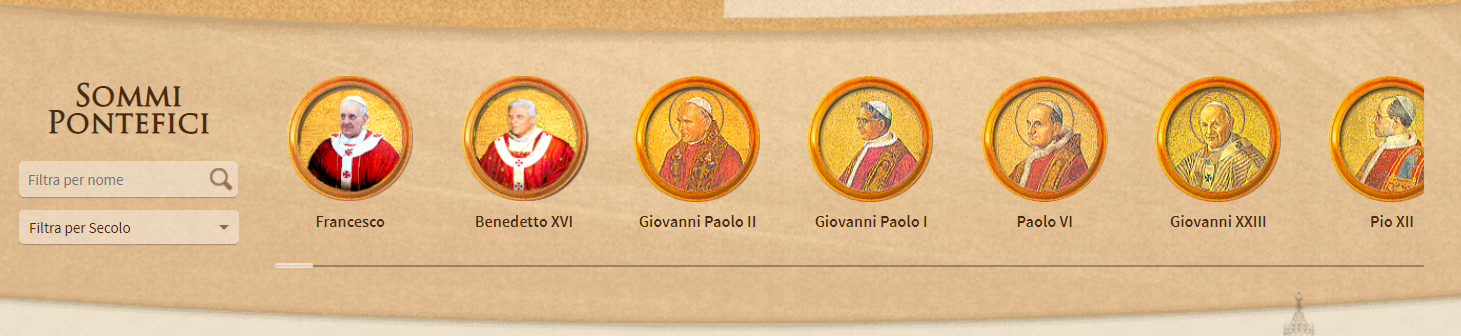 Sommi
Pontefici
Filtra per nome
Filtra per Secolo
Francesco
Benedetto XVI
Giovanni Paolo II
Giovanni Paolo I
Paolo VI
Giovanni XXIII
Pio XII